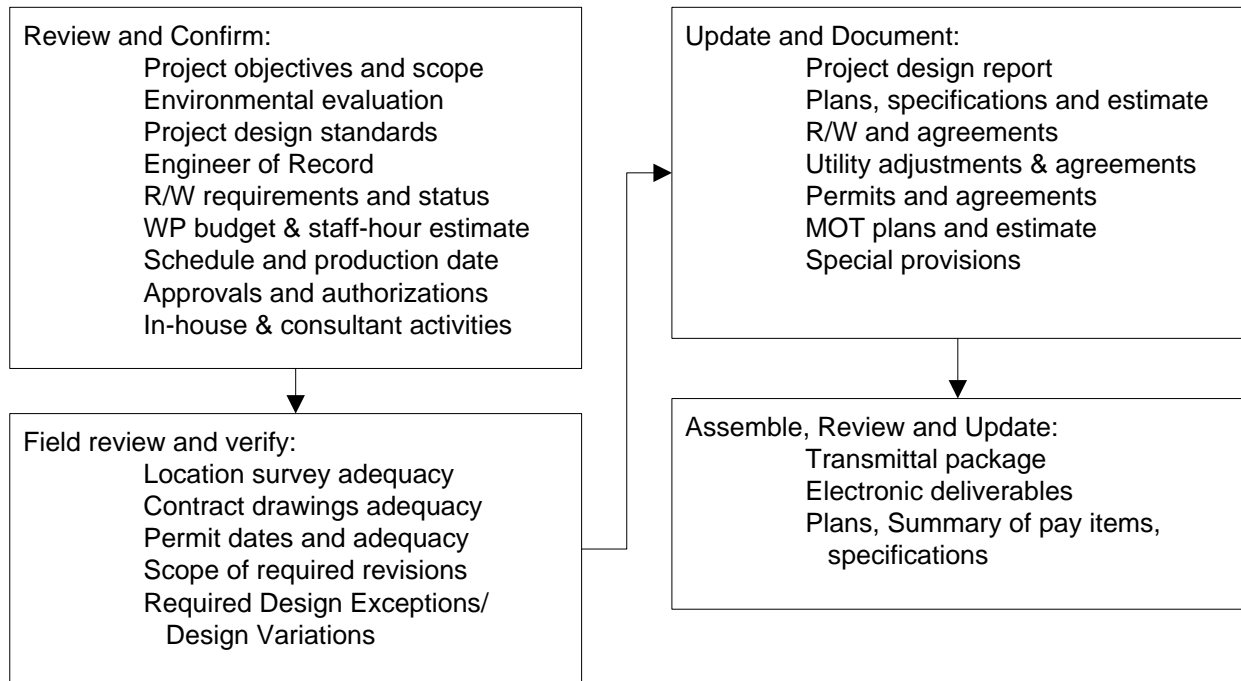 Review and Confirm:
Project objectives and scope
Environmental evaluation
Project design standards
Engineer of Record
R/W requirements and status
WP budget & staff-hour estimate
Schedule and production date
Approvals and authorizations
In-house & consultant activities
Field review and verify:
Location survey adequacy
Contract drawings adequacy
Permit dates and adequacy
Scope of required revisions
Required Design Exceptions/
Design Variations
Update and Document:
Project design report
Plans, specifications and estimate
R/W and agreements
Utility adjustments & agreements
Permits and agreements
MOT plans and estimate
Special provisions
Assemble, Review and Update:
Transmittal package
Electronic deliverables
Plans, Summary of pay items,
specifications